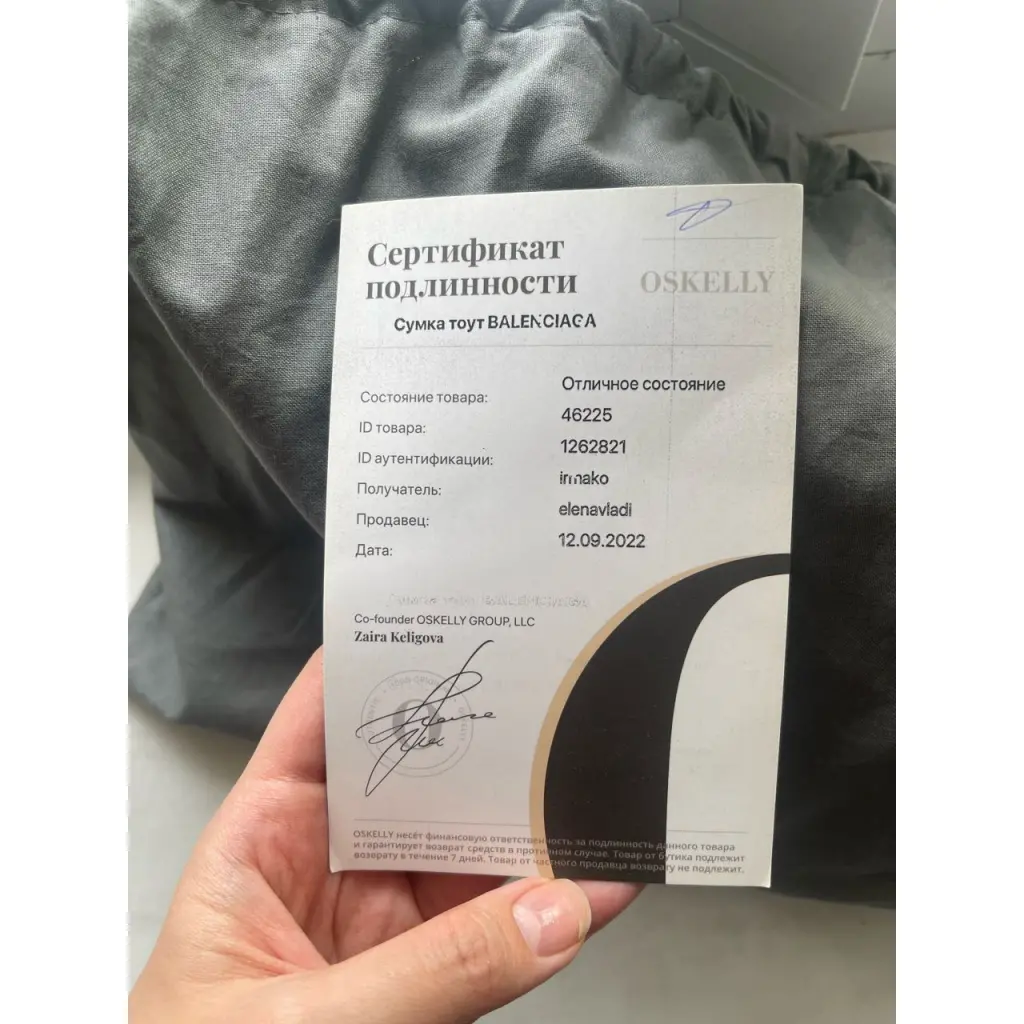 Сертификат
подлинности
OSKELLY
Сумка тоут BALENCIAGA
Состояние товара: Отличное состояние
ID товара: 46225
ID аутентификации: 1262821
Получатель: irmako
Продавец: elenavladi
Дата: 12.09.2022
Co-founder OSKELLY GROUP, LLC
Zaira Keligova
OSKELLY несёт финансовую ответственность за подлинность данного товара
и гарантирует возврат средств в противном случае. Товар от бутика подлежит
возврату в течение 7 дней. Товар от частного продавца возврату не подлежит.